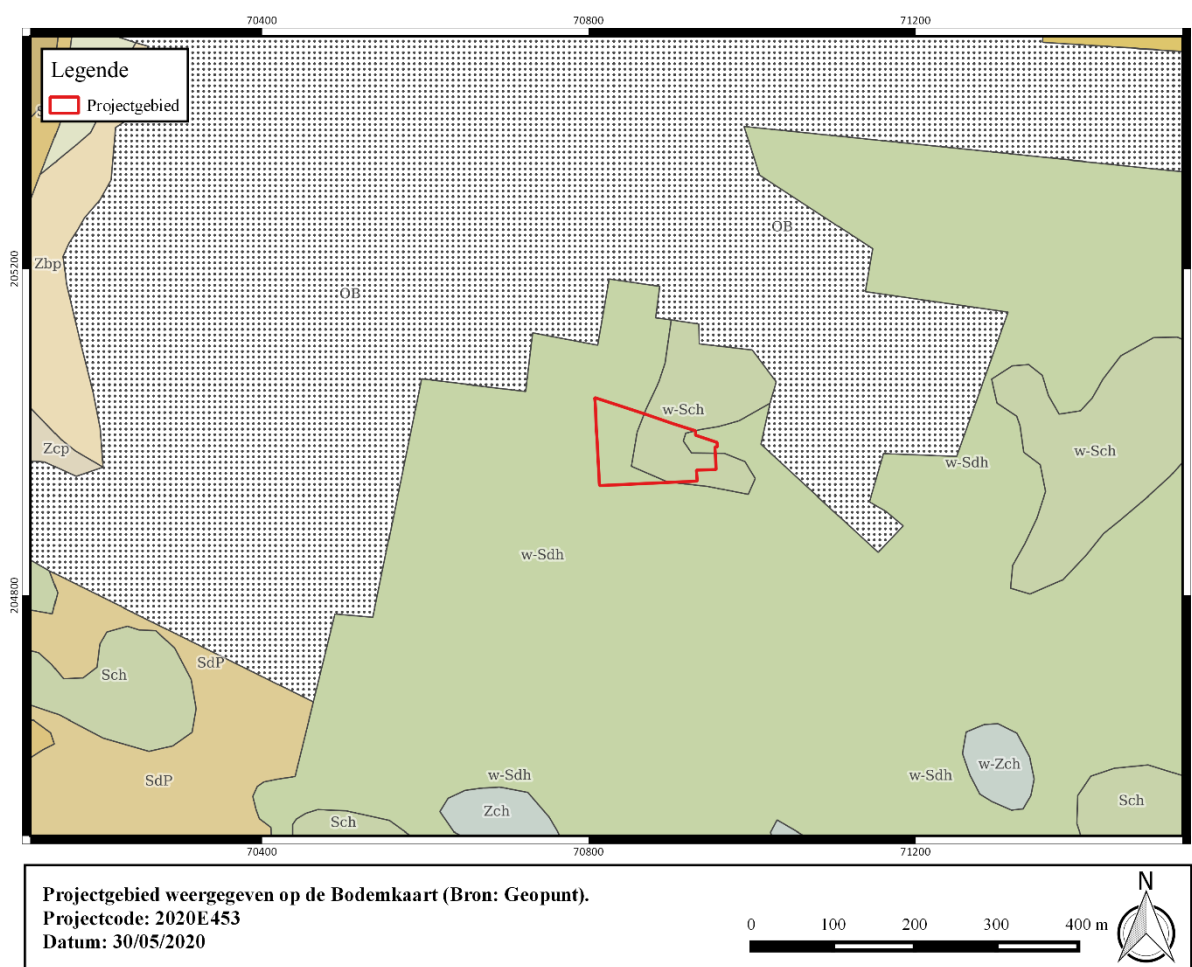 70400 70800 71200
Legende
Projectgebied
OB
205200
Zbp
OB
w-Sch
Zcp
w-Sdh
w-Sch
w-Sdh
204800
SdP
Sch
w-Zch
w-Sdh
w-Sdh
SdP
Sch
Zch
Sch
70400 70800 71200
Projectgebied weergegeven op de Bodemkaart (Bron: Geopunt).
Projectcode: 2020E453
Datum: 30/05/2020
0 100 200 300 400 m
N